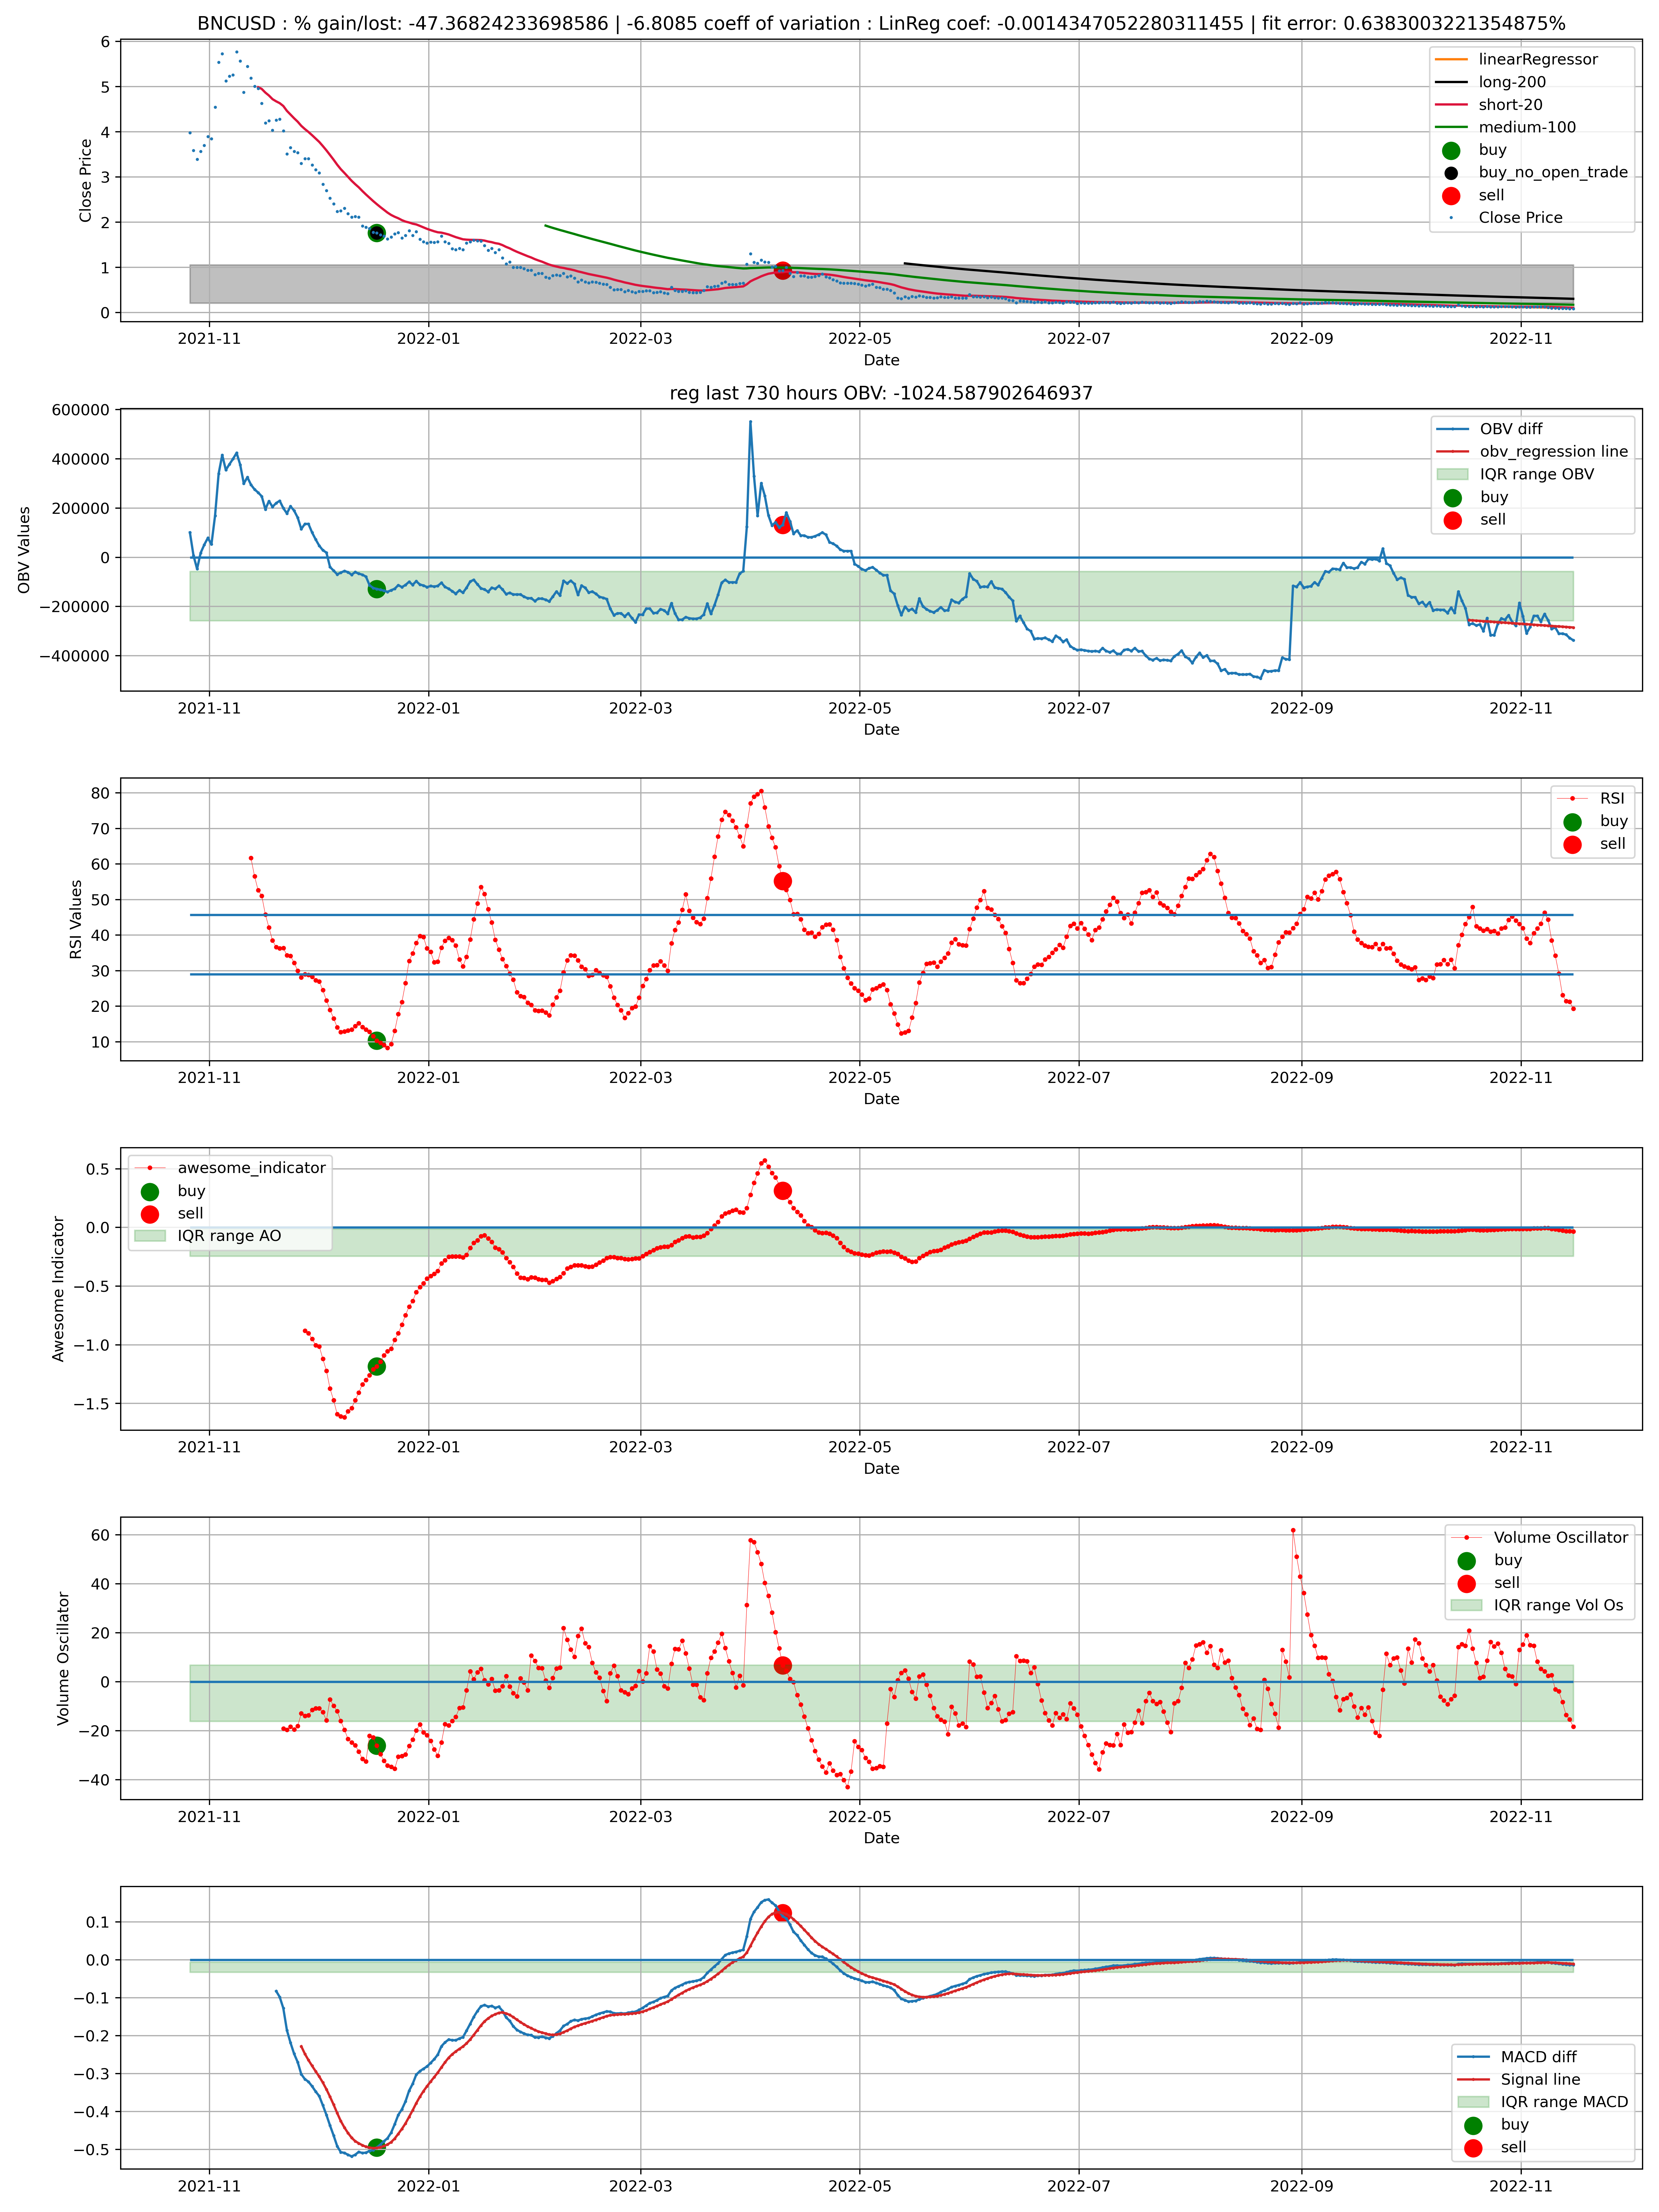 BNCUSD : % gain/lost: -47.36824233698586 | -6.8085 coeff of variation : LinReg coef: -0.0014347052280311455 | fit error: 0.6383003221354875%
6
5
4
3
2
1
0
Close Price
linearRegressor
long-200
short-20
medium-100
buy
buy_no_open_trade
sell
Close Price
2021-11 2022-01 2022-03 2022-05 2022-07 2022-09 2022-11
Date
reg last 730 hours OBV: -1024.587902646937
600000
400000
200000
0
−200000
−400000
OBV Values
OBV diff
obv_regression line
IQR range OBV
buy
sell
2021-11 2022-01 2022-03 2022-05 2022-07 2022-09 2022-11
Date
80
70
60
50
40
30
20
10
RSI Values
RSI
buy
sell
2021-11 2022-01 2022-03 2022-05 2022-07 2022-09 2022-11
Date
0.5
0.0
−0.5
−1.0
−1.5
Awesome Indicator
awesome_indicator
buy
sell
IQR range AO
2021-11 2022-01 2022-03 2022-05 2022-07 2022-09 2022-11
Date
60
40
20
0
−20
−40
Volume Oscillator
Volume Oscillator
buy
sell
IQR range Vol Os
2021-11 2022-01 2022-03 2022-05 2022-07 2022-09 2022-11
Date
0.1
0.0
−0.1
−0.2
−0.3
−0.4
−0.5
MACD diff
Signal line
IQR range MACD
buy
sell
2021-11 2022-01 2022-03 2022-05 2022-07 2022-09 2022-11